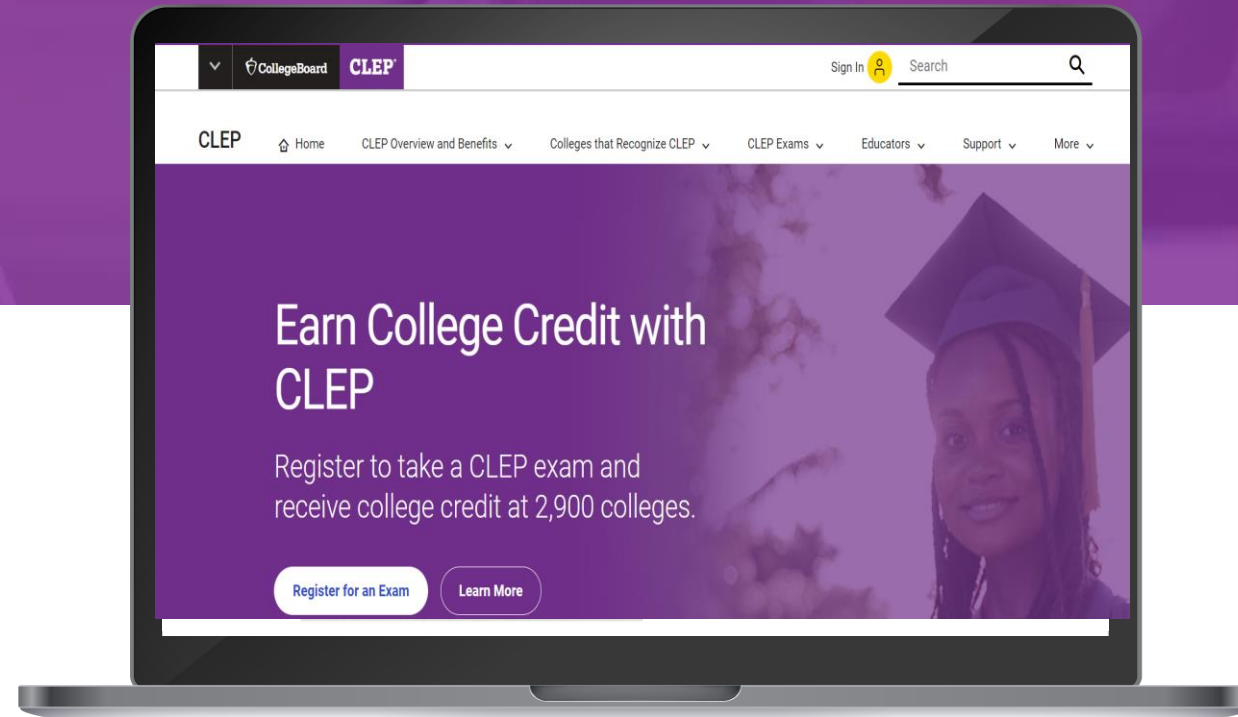 CollegeBoard CLEP
Sign In Search
CLEP Home CLEP Overview and Benefits Colleges that Recognize CLEP CLEP Exams Educators Support More
Earn College Credit with
CLEP
Register to take a CLEP exam and
receive college credit at 2,900 colleges.
Register for an Exam Learn More